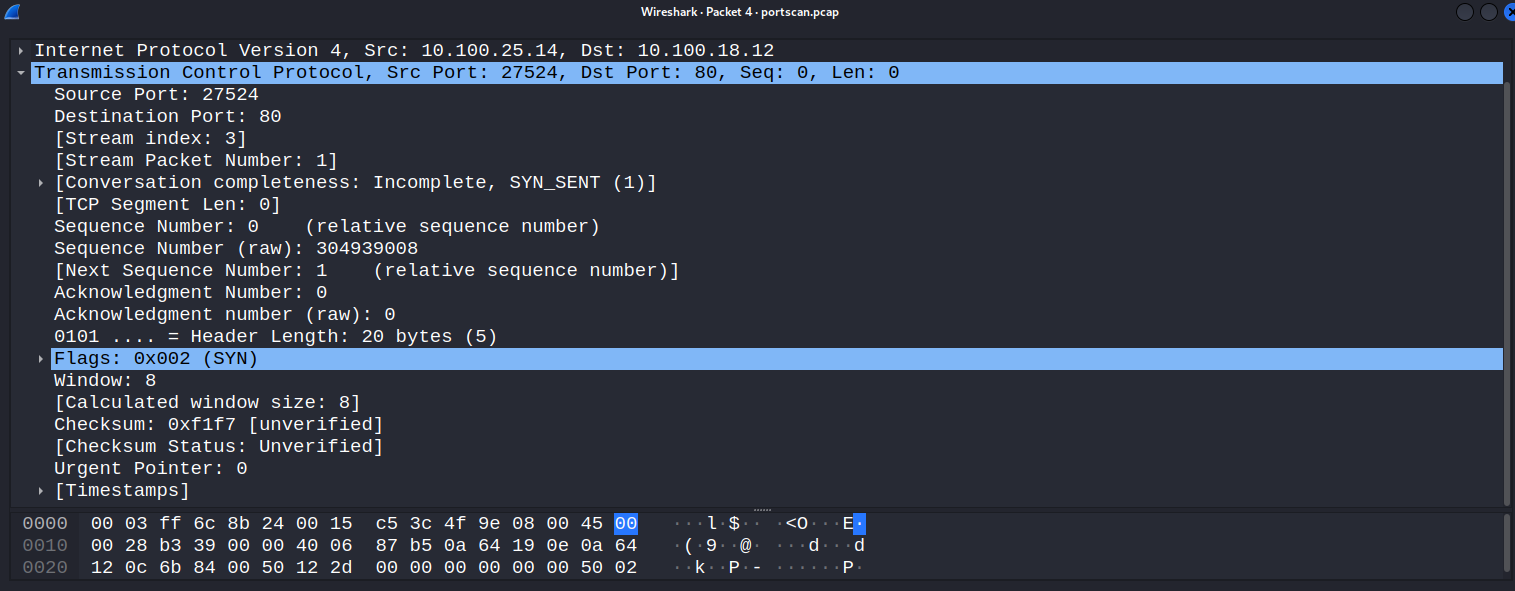 Wireshark · Packet 4 · portscan.pcap
Internet Protocol Version 4, Src: 10.100.25.14, Dst: 10.100.18.12
Transmission Control Protocol, Src Port: 27524, Dst Port: 80, Seq: 0, Len: 0
Source Port: 27524
Destination Port: 80
[Stream index: 3]
[Stream Packet Number: 1]
[Conversation completeness: Incomplete, SYN_SENT (1)]
[TCP Segment Len: 0]
Sequence Number: 0    (relative sequence number)
Sequence Number (raw): 304939008
[Next Sequence Number: 1    (relative sequence number)]
Acknowledgment Number: 0
Acknowledgment number (raw): 0
0101 .... = Header Length: 20 bytes (5)
Flags: 0x002 (SYN)
Window: 8
[Calculated window size: 8]
Checksum: 0xf1f7 [unverified]
[Checksum Status: Unverified]
Urgent Pointer: 0
[Timestamps]
0000  00 03 ff 6c 8b 24 00 15  c5 3c 4f 9e 08 00 45 00   ···l·$·· ·<O···E·
0010  00 28 b3 39 00 00 40 06  87 b5 0a 64 19 0e 0a 64   ·(·9··@· ···d···d
0020  12 0c 6b 84 00 50 12 2d  00 00 00 00 00 00 50 02   ··k··P·- ······P·